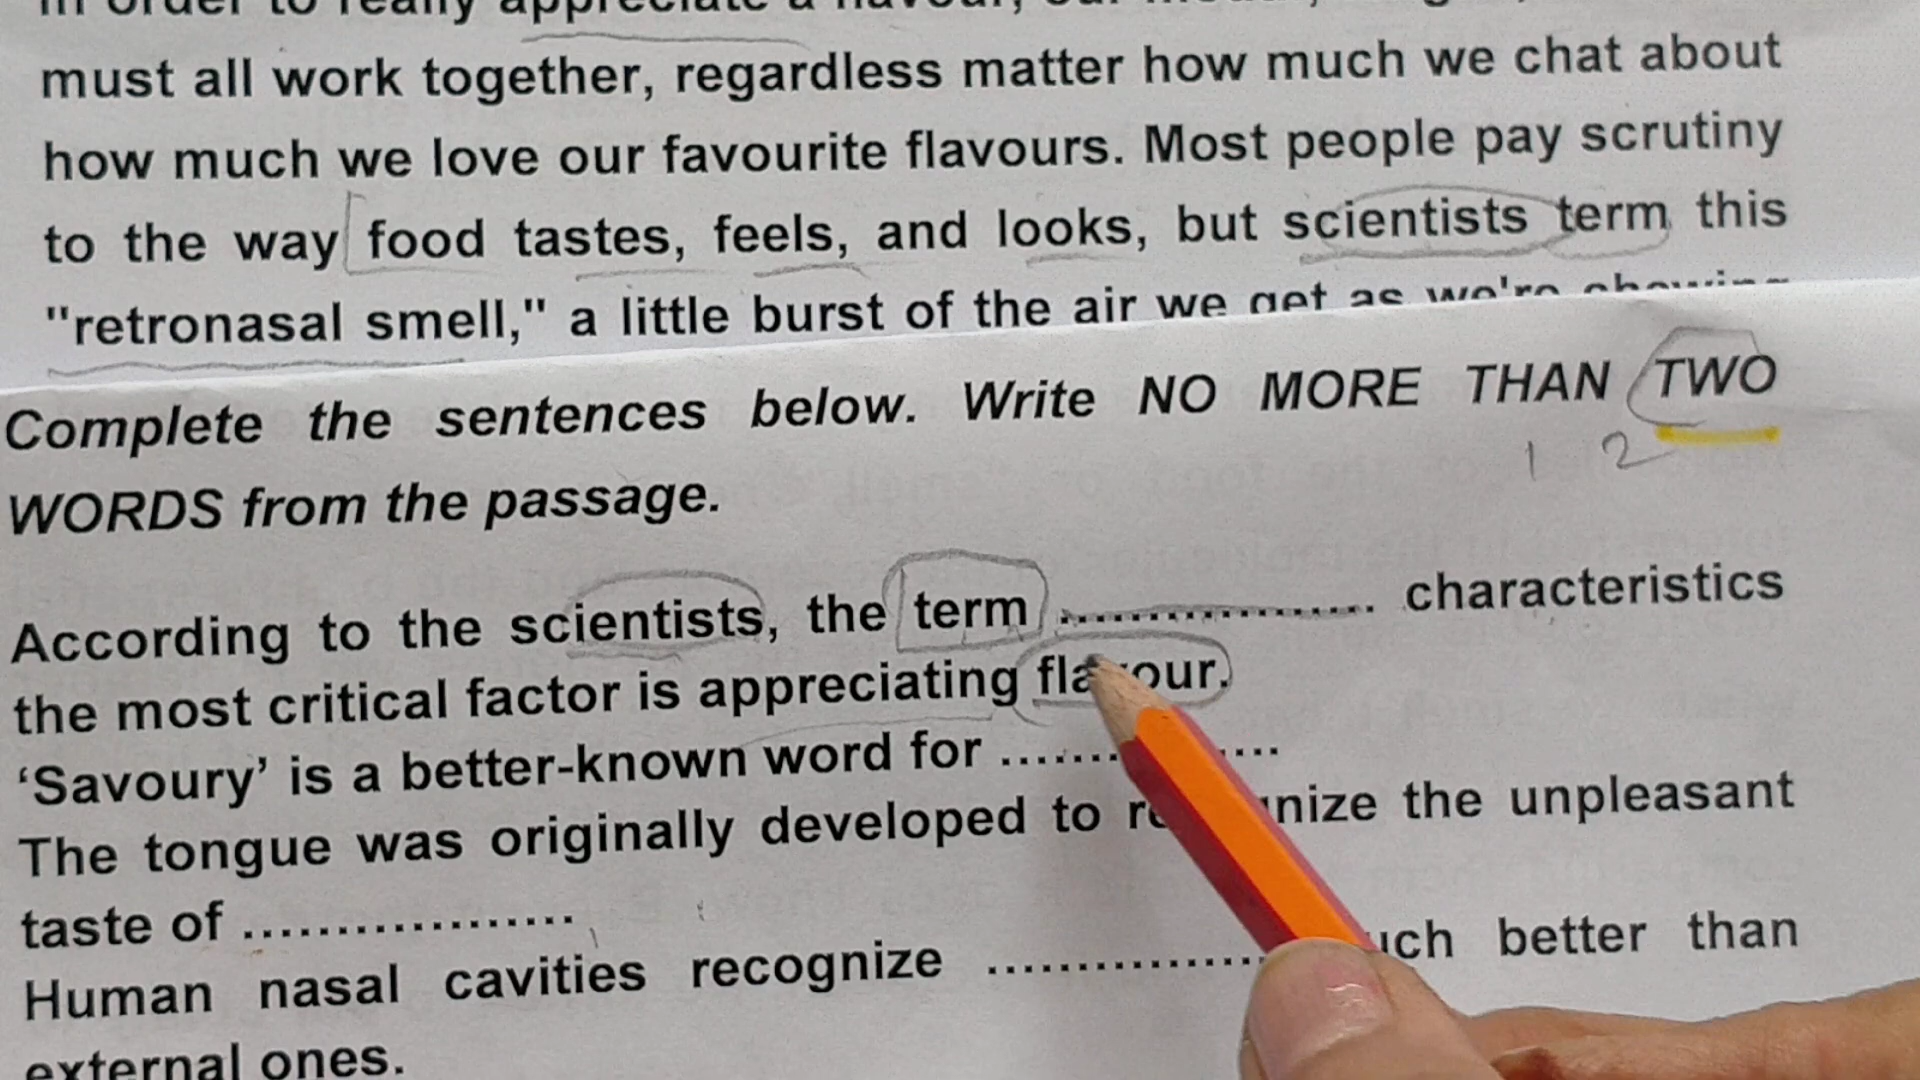 appreciate a
must all work together, regardless matter how much we chat about
how much we love our favourite flavours. Most people pay scrutiny
to the way food tastes, feels, and looks, but scientists term this
"retronasal smell," a little burst of the air we get as we're chewing
Complete the sentences below. Write NO MORE THAN TWO
1 2
WORDS from the passage.
According to the scientists, the term .................. characteristics
the most critical factor is appreciating flavour.
‘Savoury’ is a better-known word for ..................
The tongue was originally developed to the unpleasant
taste of ..................
Human nasal cavities recognize .................. better than
external ones.